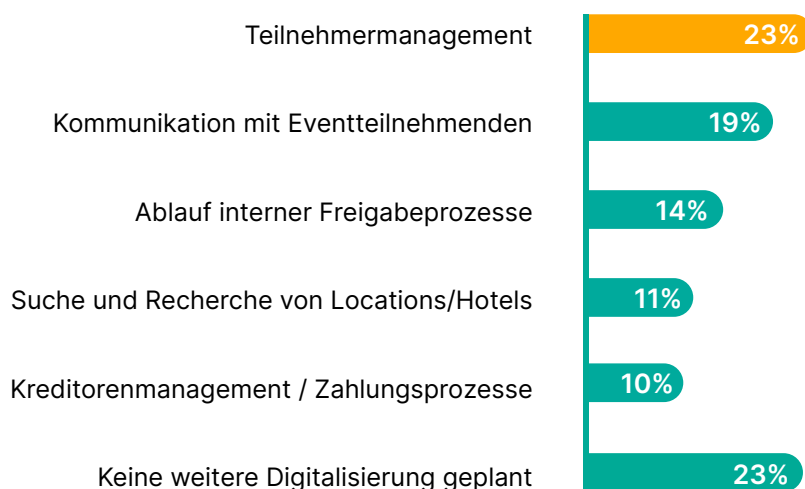 Teilnehmermanagement 23%
Kommunikation mit Eventteilnehmenden 19%
Ablauf interner Freigabeprozesse 14%
Suche und Recherche von Locations/Hotels 11%
Kreditorenmanagement / Zahlungsprozesse 10%
Keine weitere Digitalisierung geplant 23%